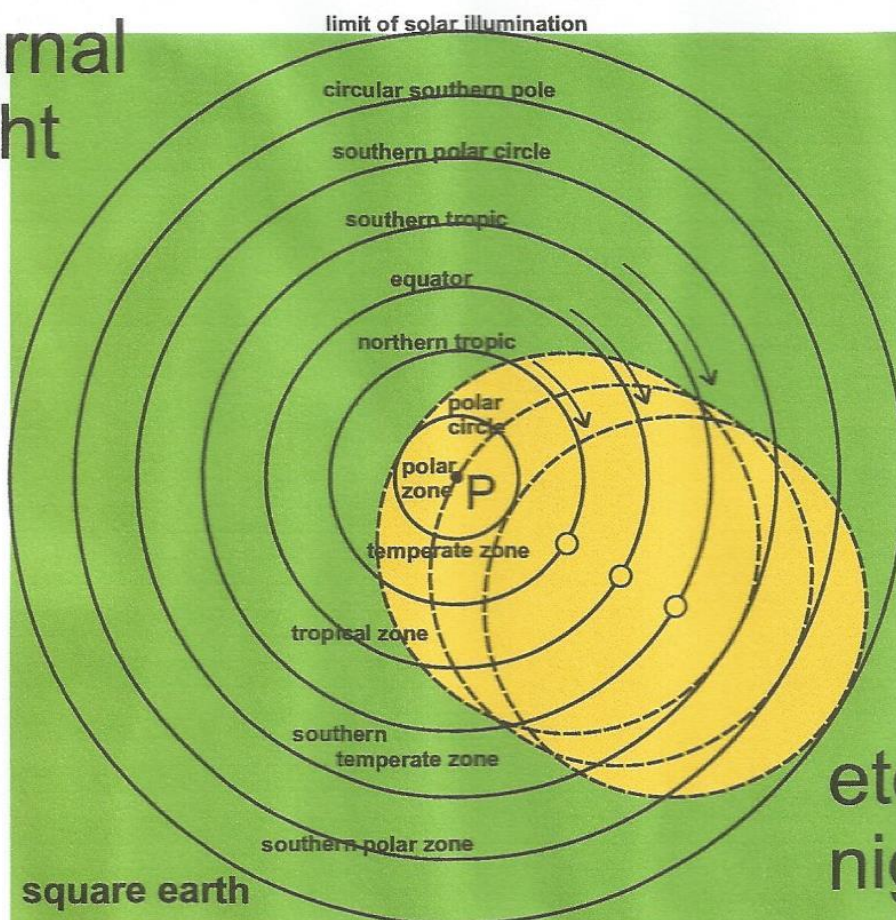 limit of solar illumination
rnal
ht
circular southern pole
southern polar circle
southern tropic
equator
northern tropic
polar
circle
polar
zone
P
temperate zone
tropical zone
southern
temperate zone
southern polar zone
ete
nig
square earth